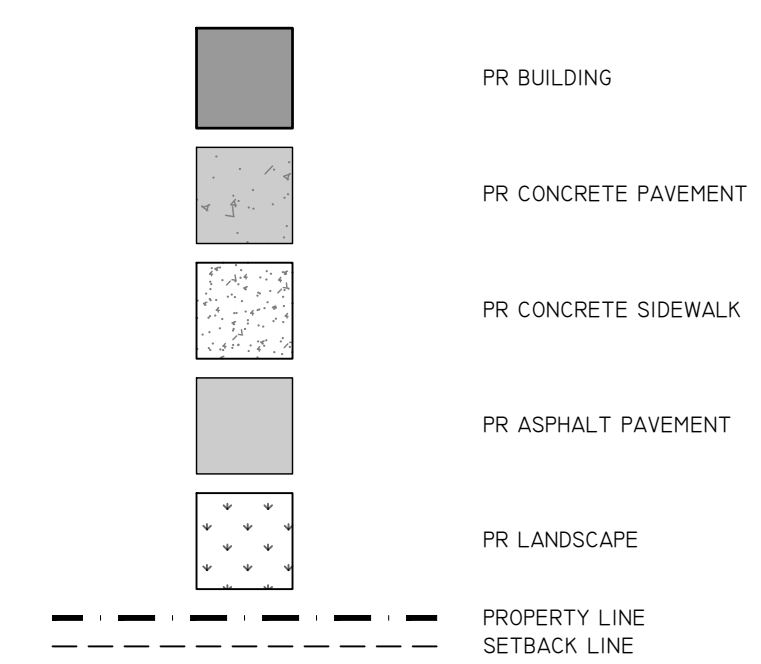 PR BUILDING
PR CONCRETE PAVEMENT
PR CONCRETE SIDEWALK
PR ASPHALT PAVEMENT
PR LANDSCAPE
PROPERTY LINE
SETBACK LINE